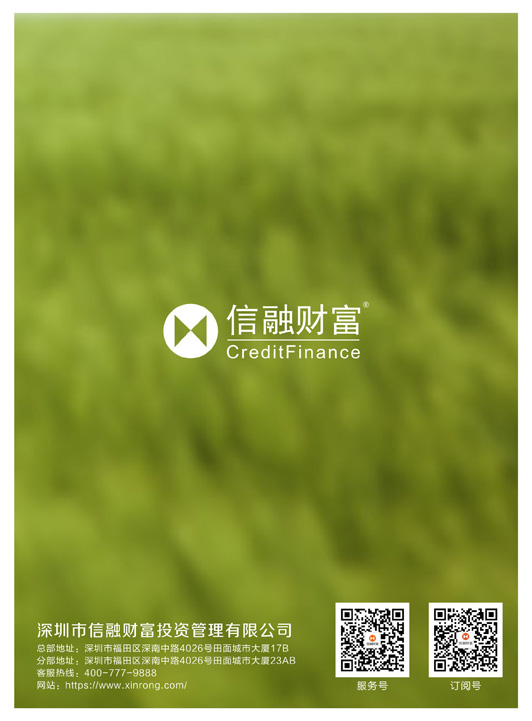 信融财富®
CreditFinance
深圳市信融财富投资管理有限公司
总部地址：深圳市福田区深南中路4026号田面城市大厦17B
分部地址：深圳市福田区深南中路4026号田面城市大厦23AB
客服热线：400-777-9888
网站：https://www.xinrong.com/
服务号
订阅号